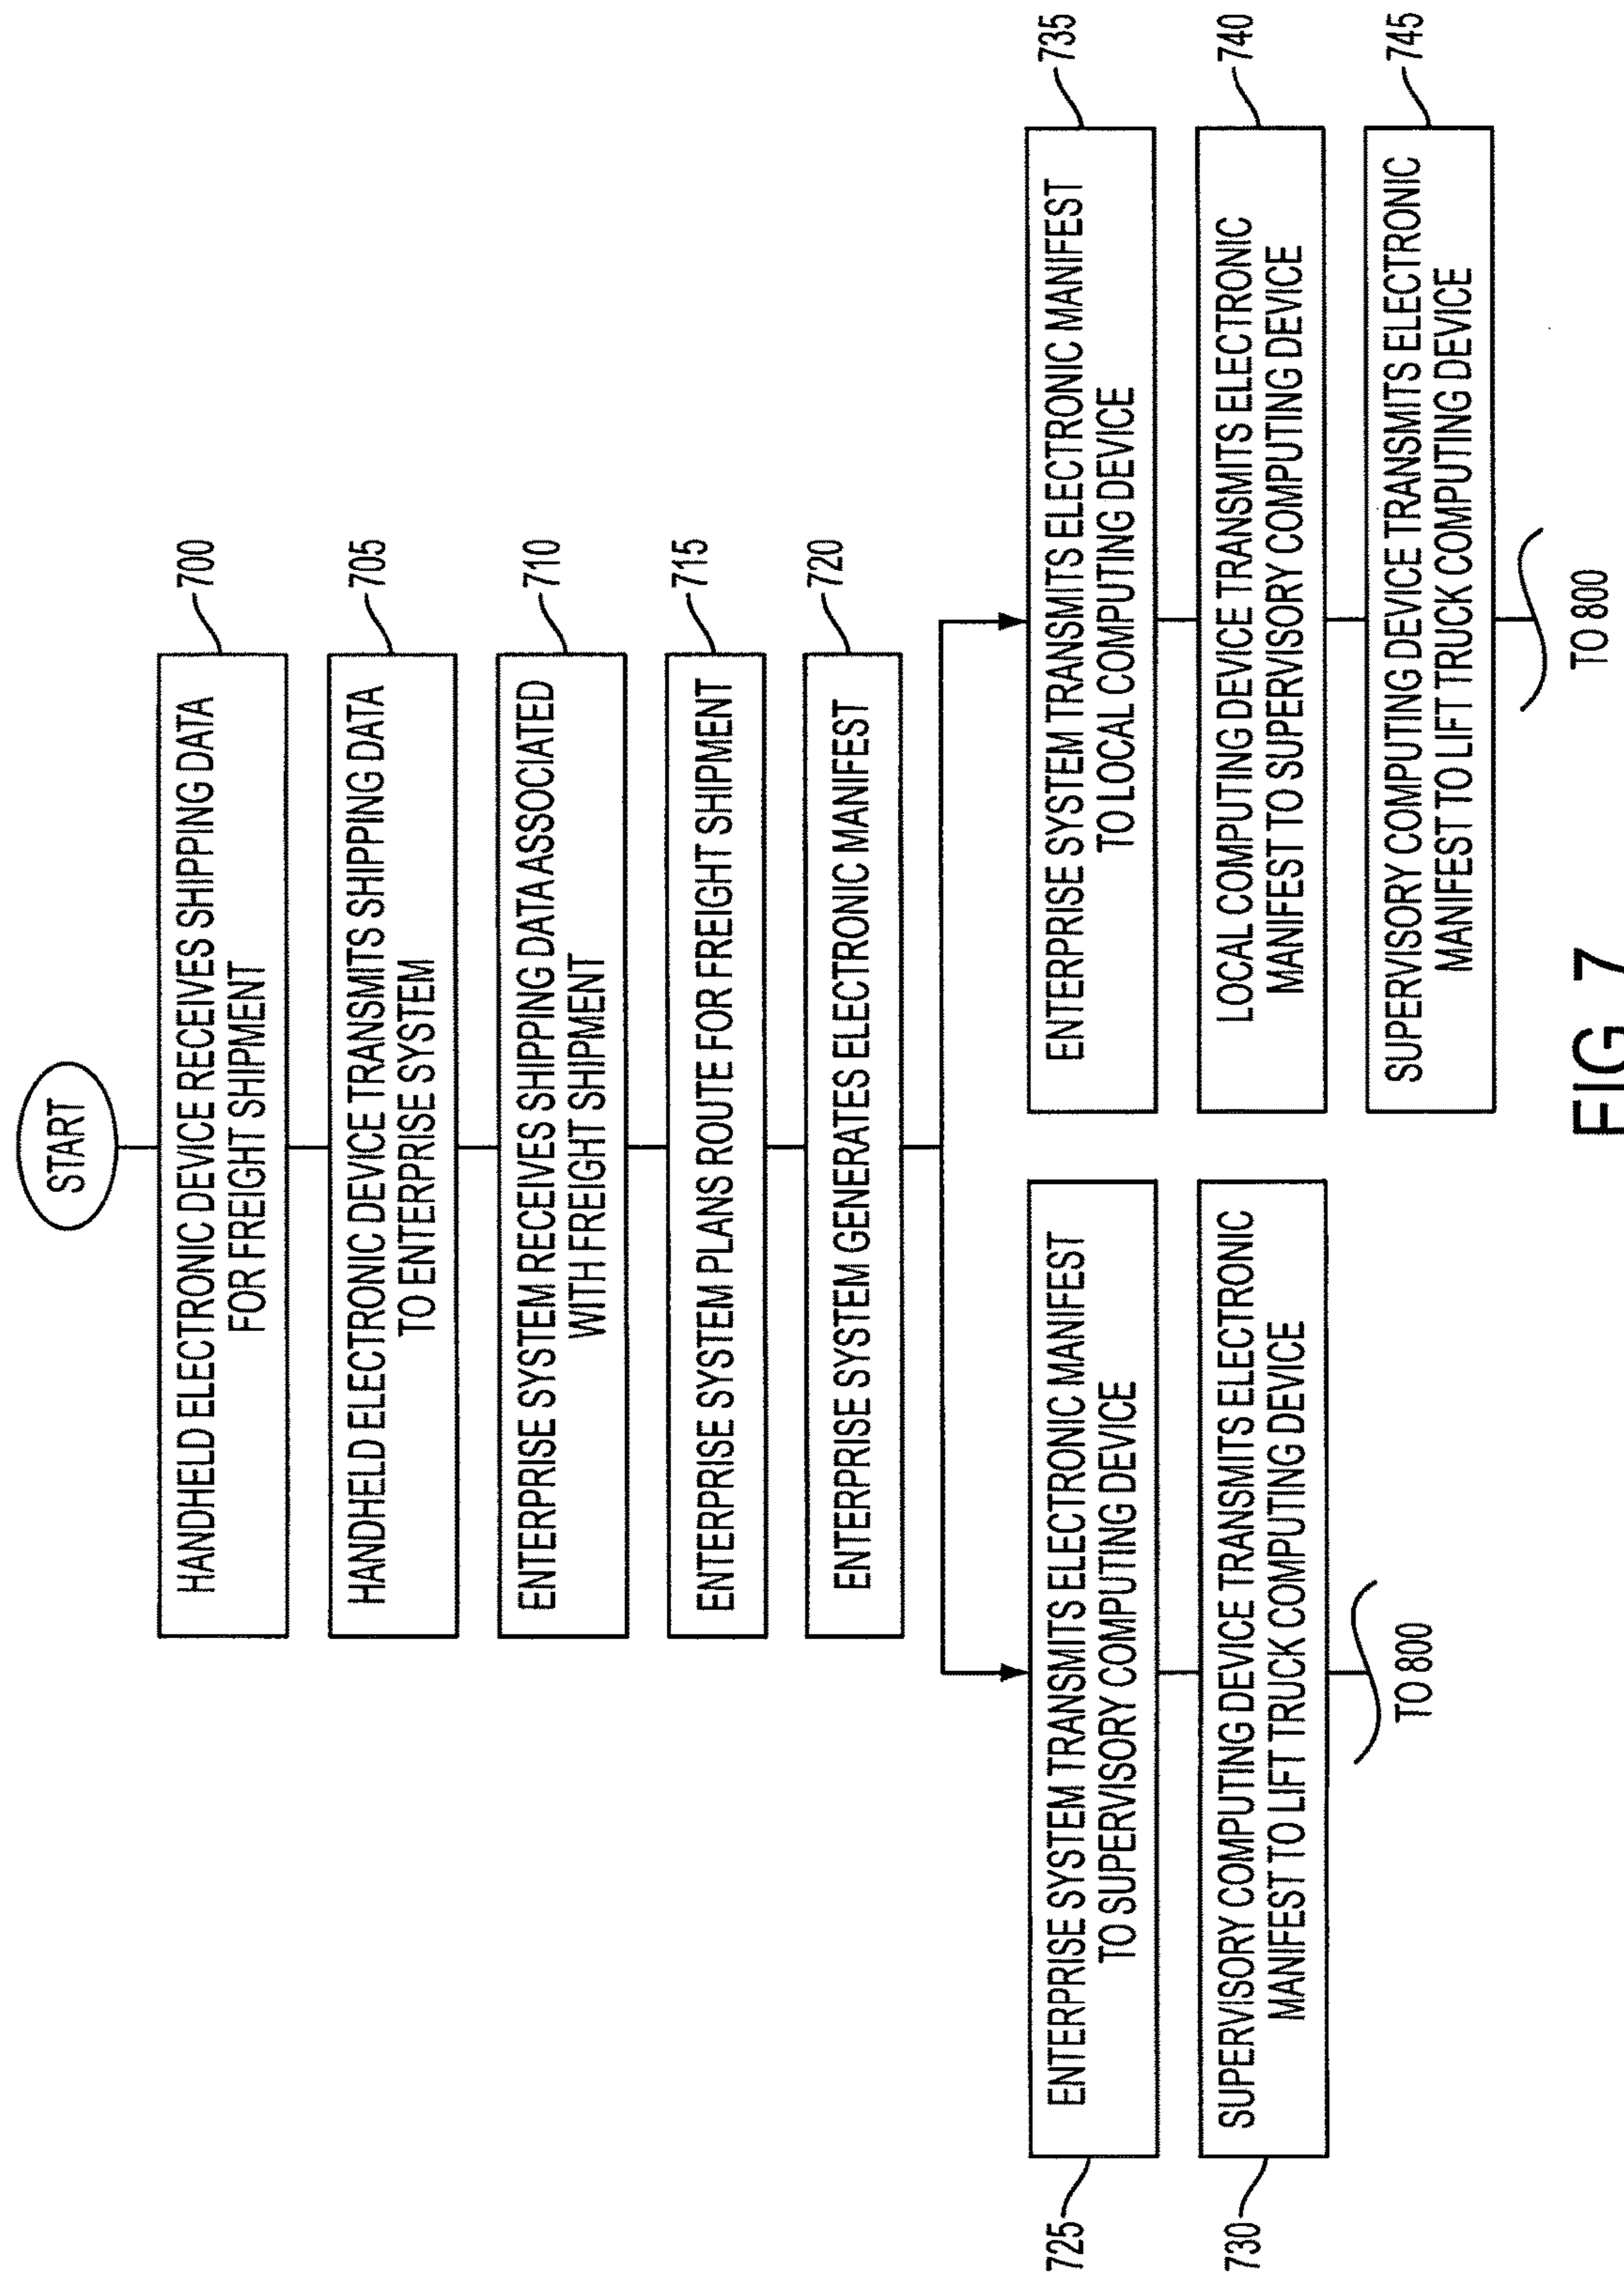 START
HANDHELD ELECTRONIC DEVICE RECEIVES SHIPPING DATA
FOR FREIGHT SHIPMENT
700
HANDHELD ELECTRONIC DEVICE TRANSMITS SHIPPING DATA
TO ENTERPRISE SYSTEM
705
ENTERPRISE SYSTEM RECEIVES SHIPPING DATA ASSOCIATED
WITH FREIGHT SHIPMENT
710
ENTERPRISE SYSTEM PLANS ROUTE FOR FREIGHT SHIPMENT
715
ENTERPRISE SYSTEM GENERATES ELECTRONIC MANIFEST
720
725
ENTERPRISE SYSTEM TRANSMITS ELECTRONIC MANIFEST
TO SUPERVISORY COMPUTING DEVICE
730
SUPERVISORY COMPUTING DEVICE TRANSMITS ELECTRONIC
MANIFEST TO LIFT TRUCK COMPUTING DEVICE
TO 800
ENTERPRISE SYSTEM TRANSMITS ELECTRONIC MANIFEST
TO LOCAL COMPUTING DEVICE
735
LOCAL COMPUTING DEVICE TRANSMITS ELECTRONIC
MANIFEST TO SUPERVISORY COMPUTING DEVICE
740
SUPERVISORY COMPUTING DEVICE TRANSMITS ELECTRONIC
MANIFEST TO LIFT TRUCK COMPUTING DEVICE
745
TO 800
FIG 7